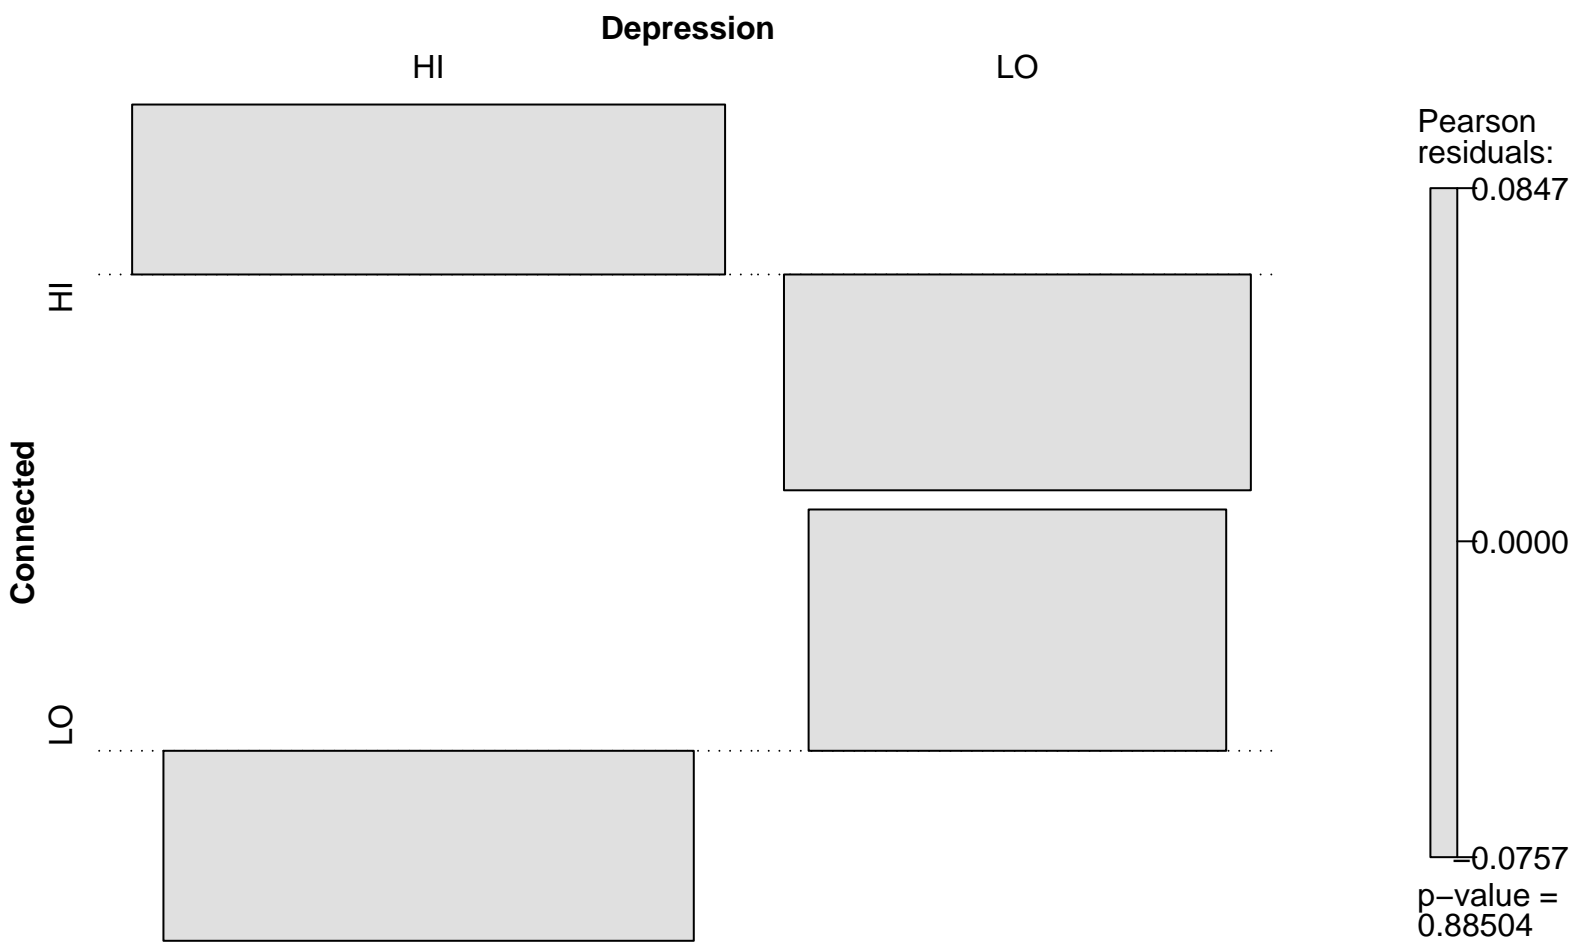 Depression
HI
LO
Pearson
residuals:
0.0847
HI
Connected
0.0000
LO
−0.0757
p−value =
0.88504